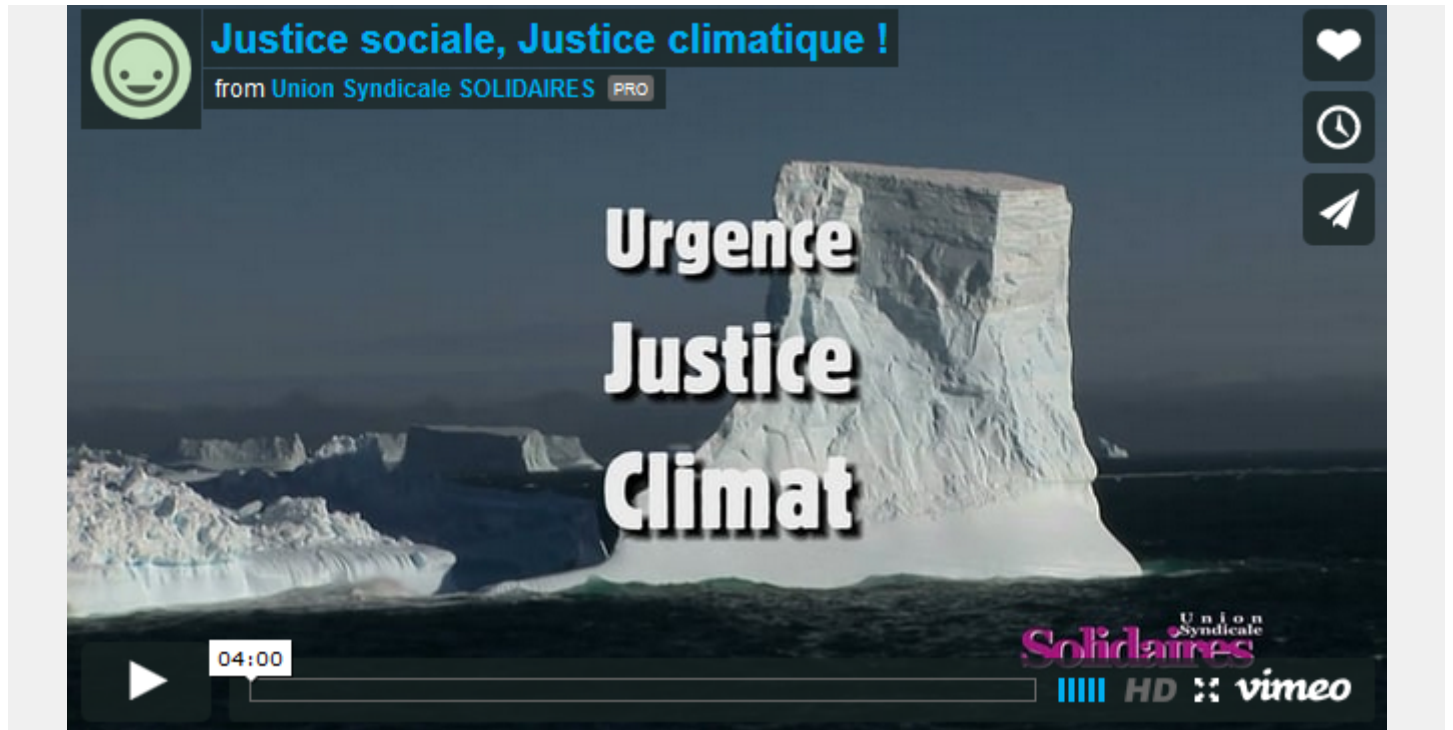 Justice sociale, Justice climatique !
from Union Syndicale SOLIDAIRES PRO
Urgence
Justice
Climat
Union
Syndicale
Solidaires
04:00
HD vimeo